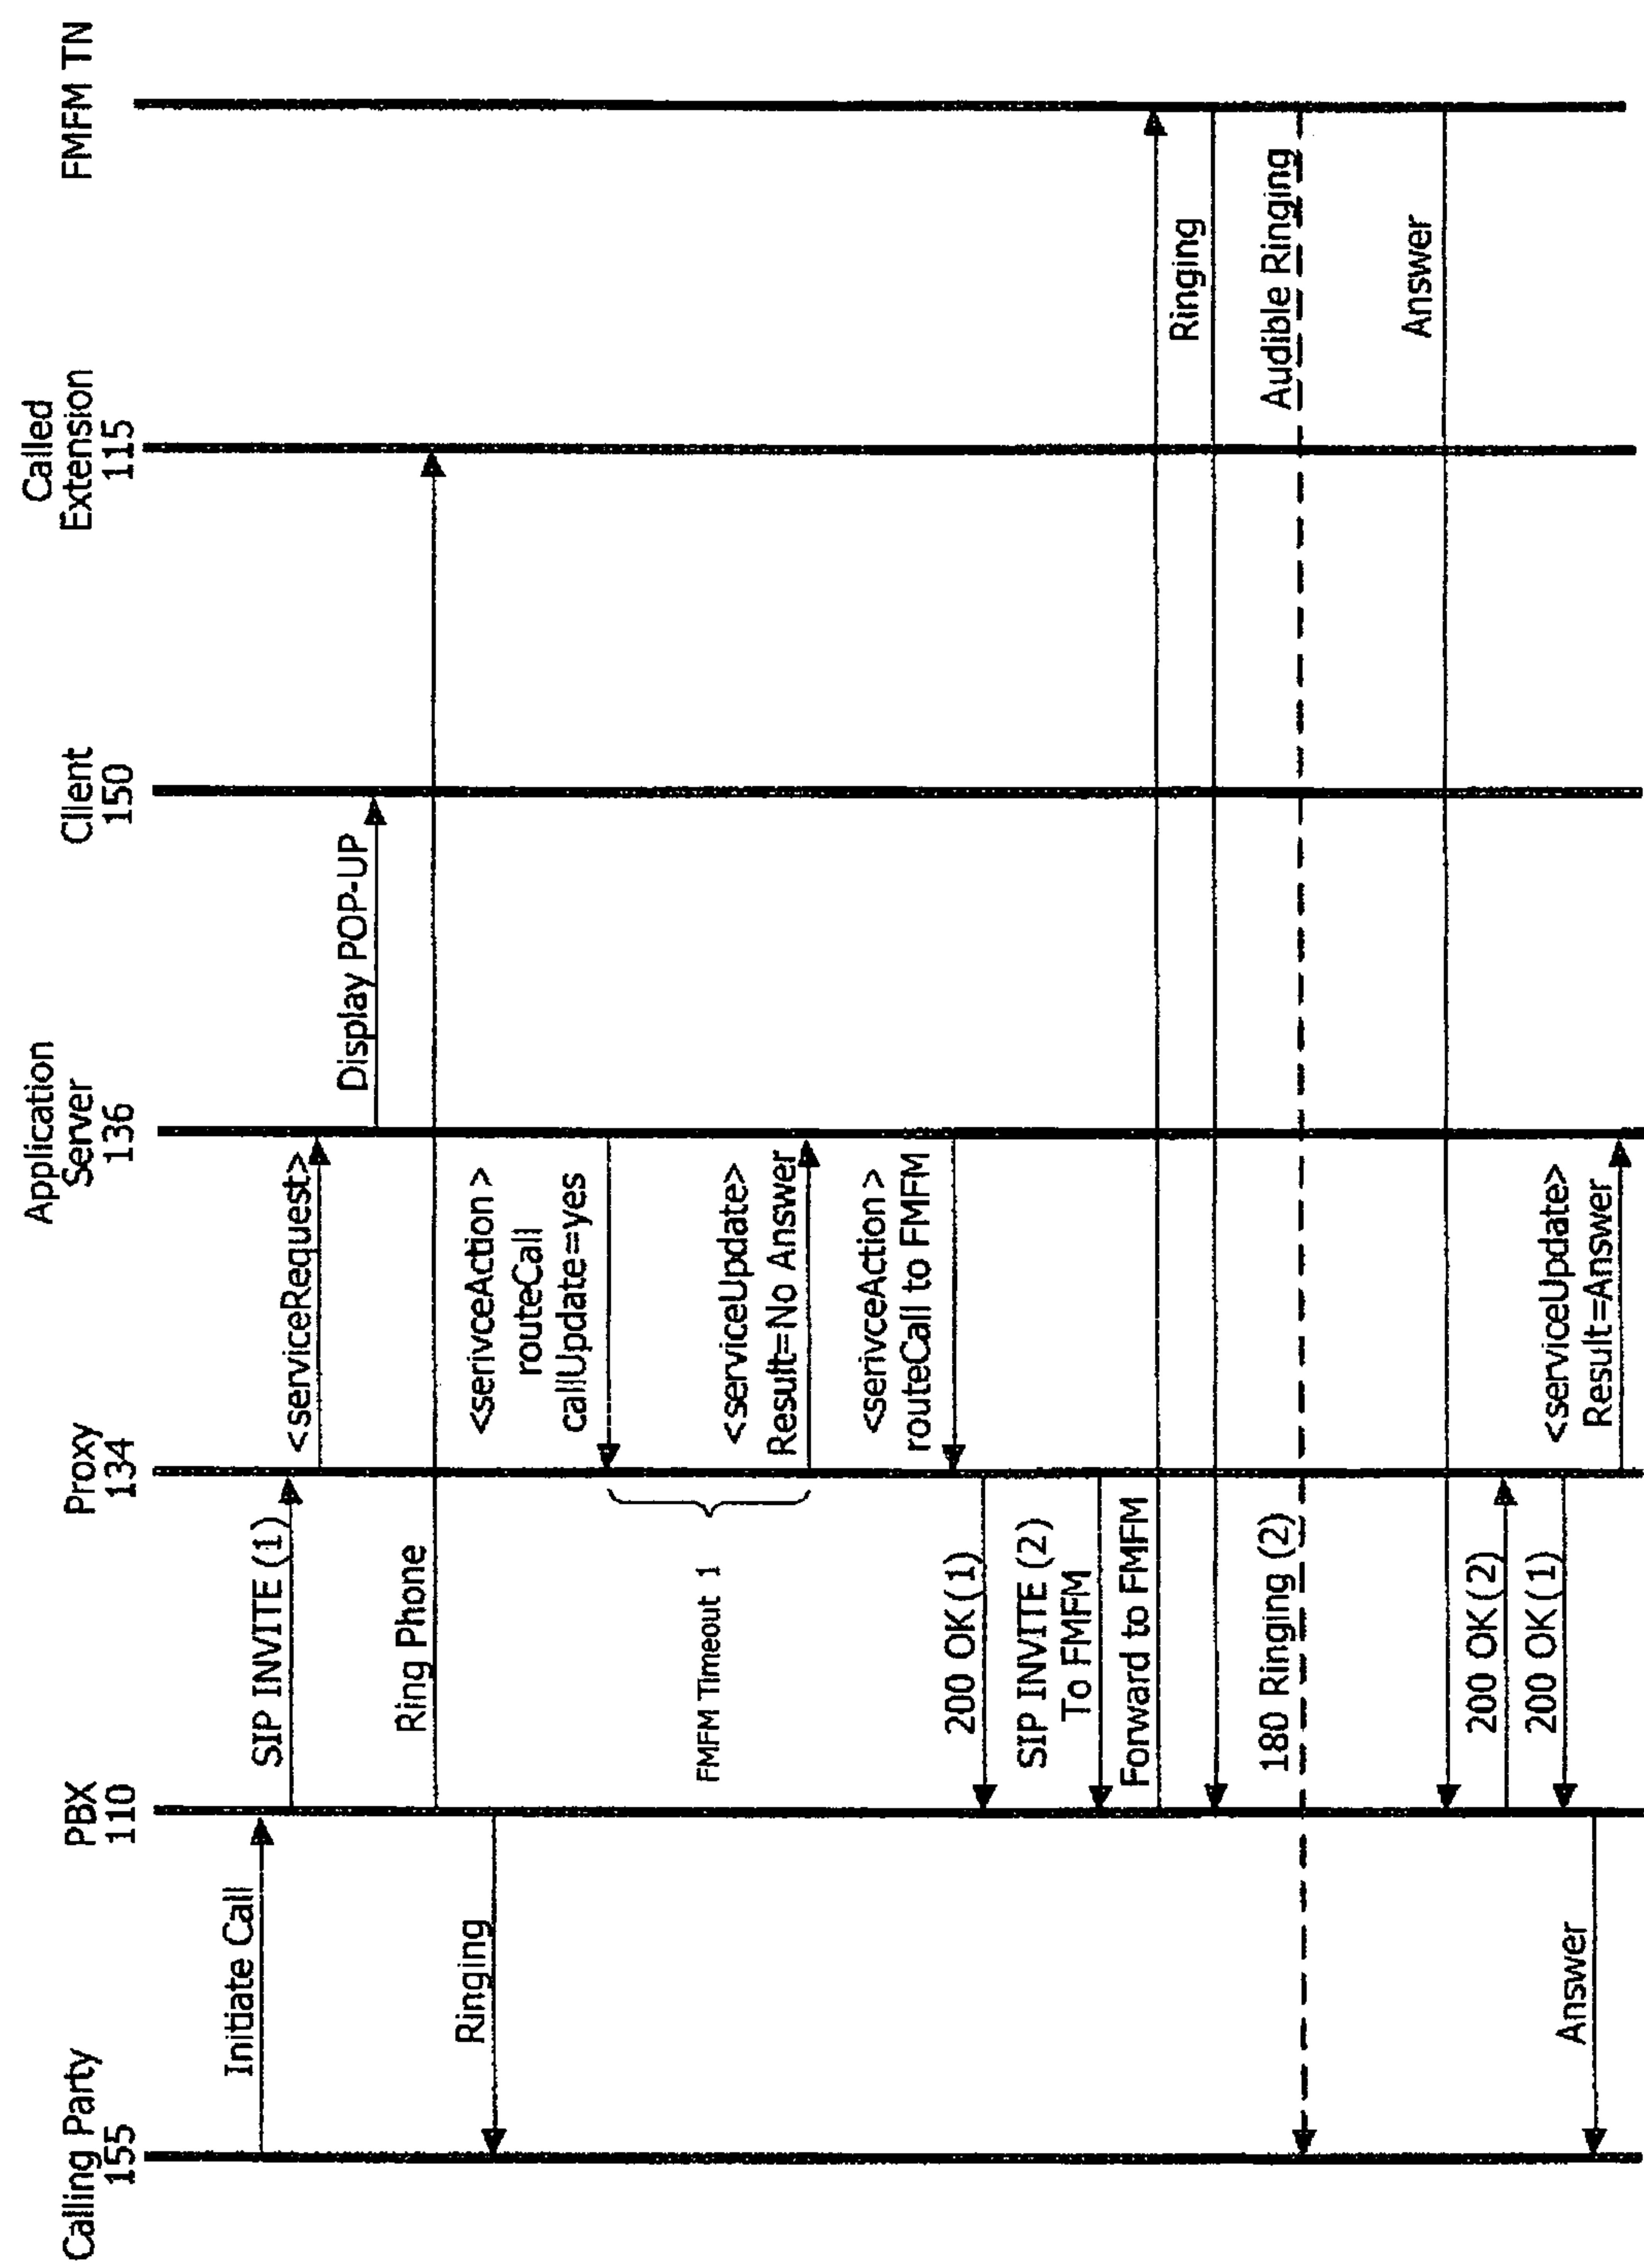 Calling Party
155
PBX
110
Proxy
134
Application
Server
136
Client
150
Called
Extension
115
FMFM TN
Initiate Call
SIP INVITE (1)
<serviceRequest>
Display POP-UP
Ring Phone
Ringing
<serivceAction>
routeCall
callUpdate=yes
FMFM Timeout 1
<serviceUpdate>
Result=No Answer
<serivceAction>
routeCall to FMFM
200 OK (1)
SIP INVITE (2)
To FMFM
Forward to FMFM
Ringing
180 Ringing (2)
Audible Ringing
Answer
200 OK (2)
200 OK (1)
Answer
<serviceUpdate>
Result=Answer